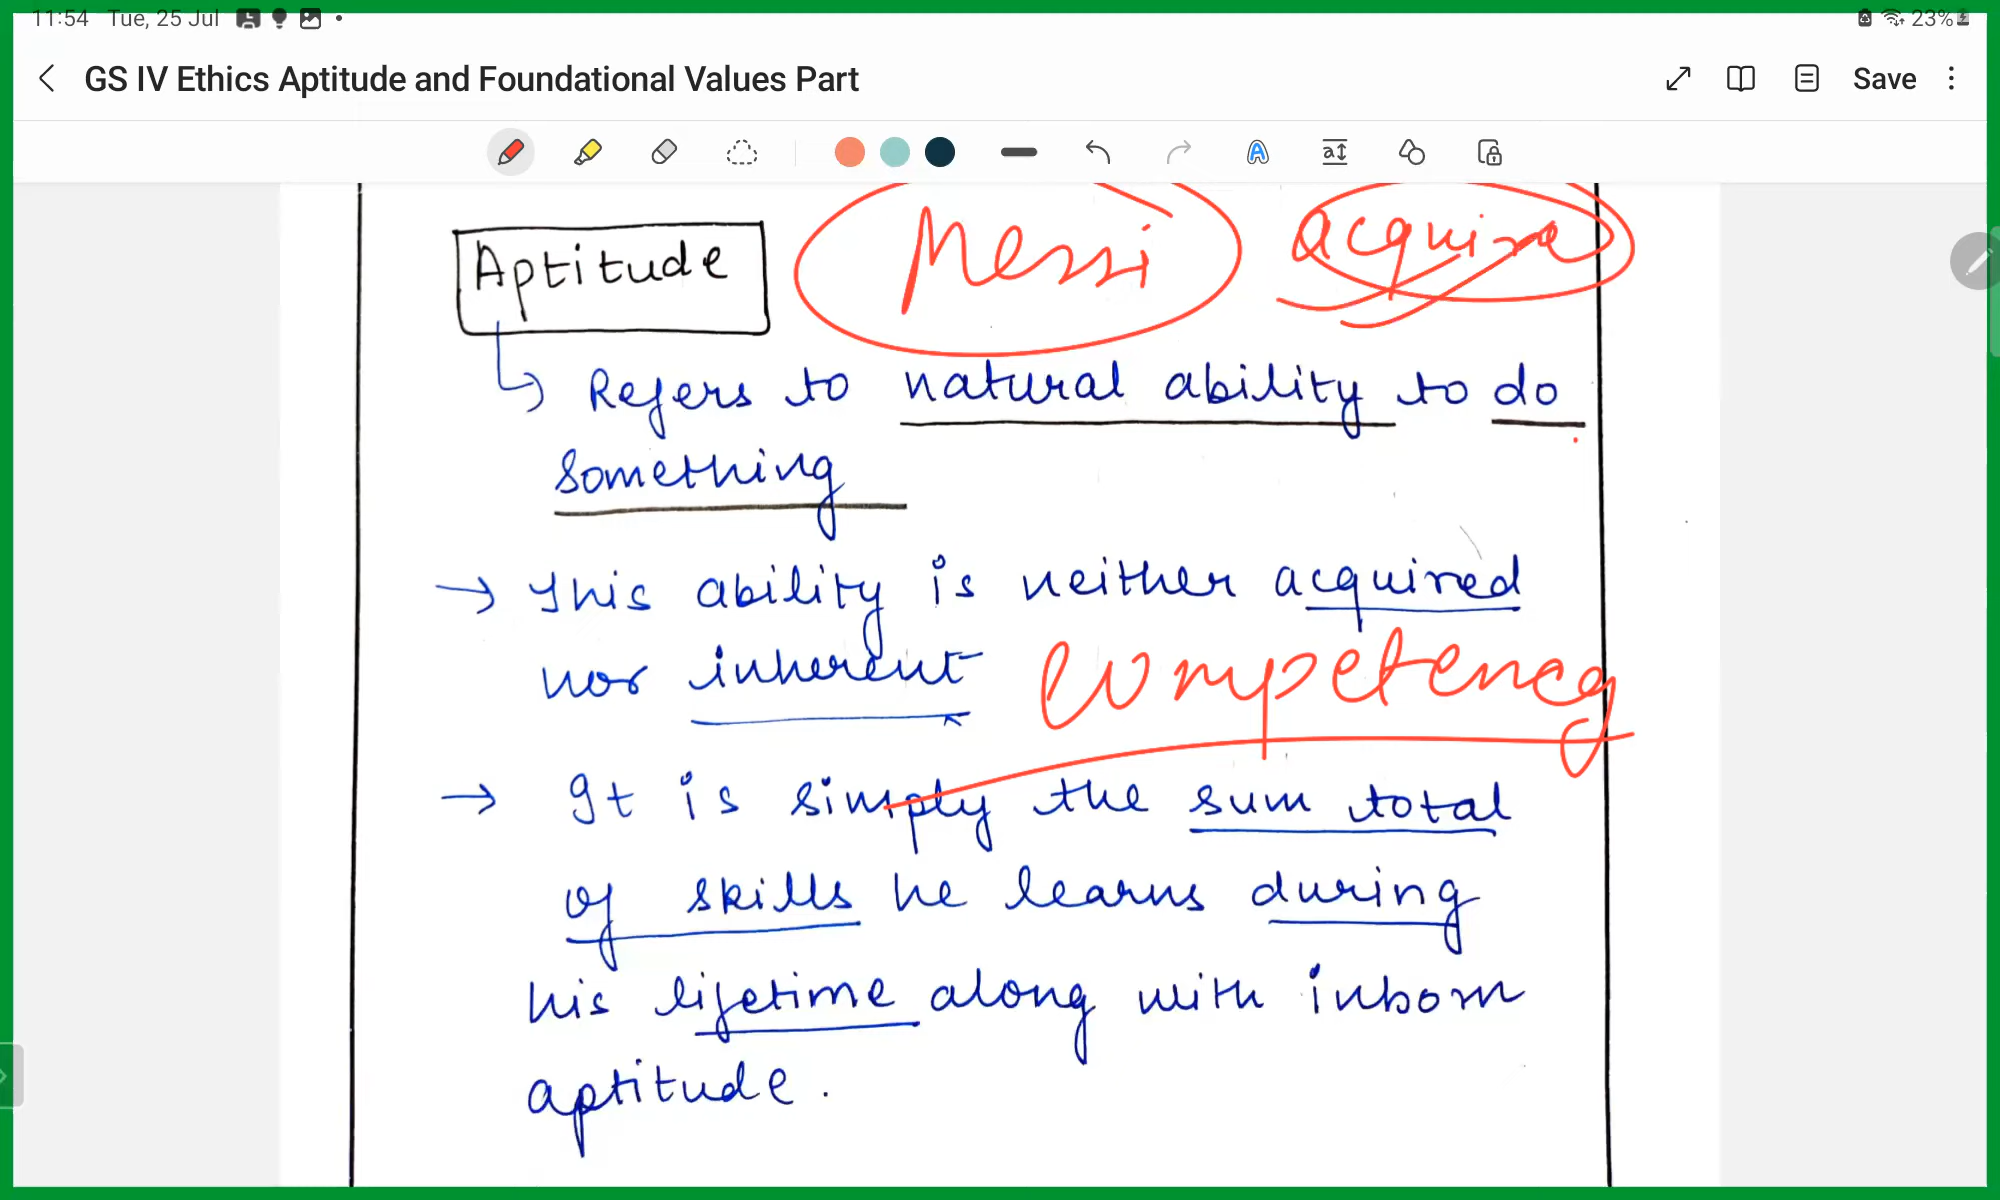 11:54 Tue, 25 Jul
23%
GS IV Ethics Aptitude and Foundational Values Part
Save
Aptitude Messi acquire
Refers to natural ability to do
something
→ This ability is neither acquired
nor inherent competency
→ It is simply the sum total
of skills he learns during
his lifetime along with inborn
aptitude.